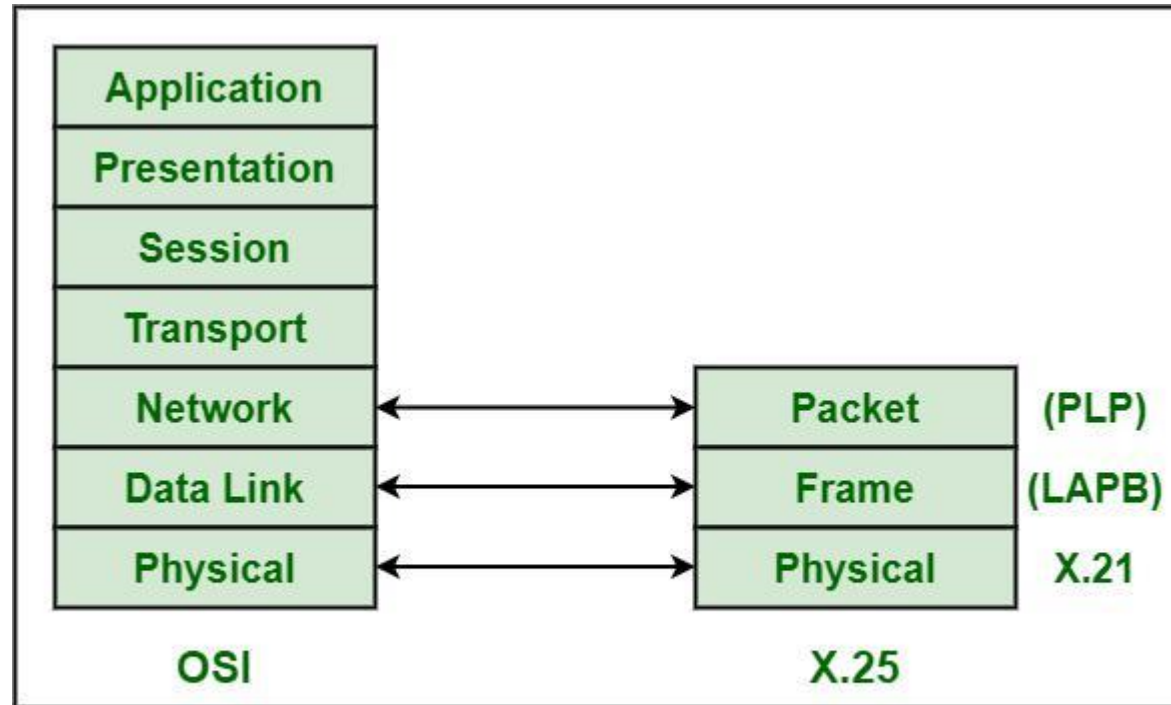 Application
Presentation
Session
Transport
Network
Packet
(PLP)
Data Link
Frame
(LAPB)
Physical
Physical
X.21
OSI
X.25